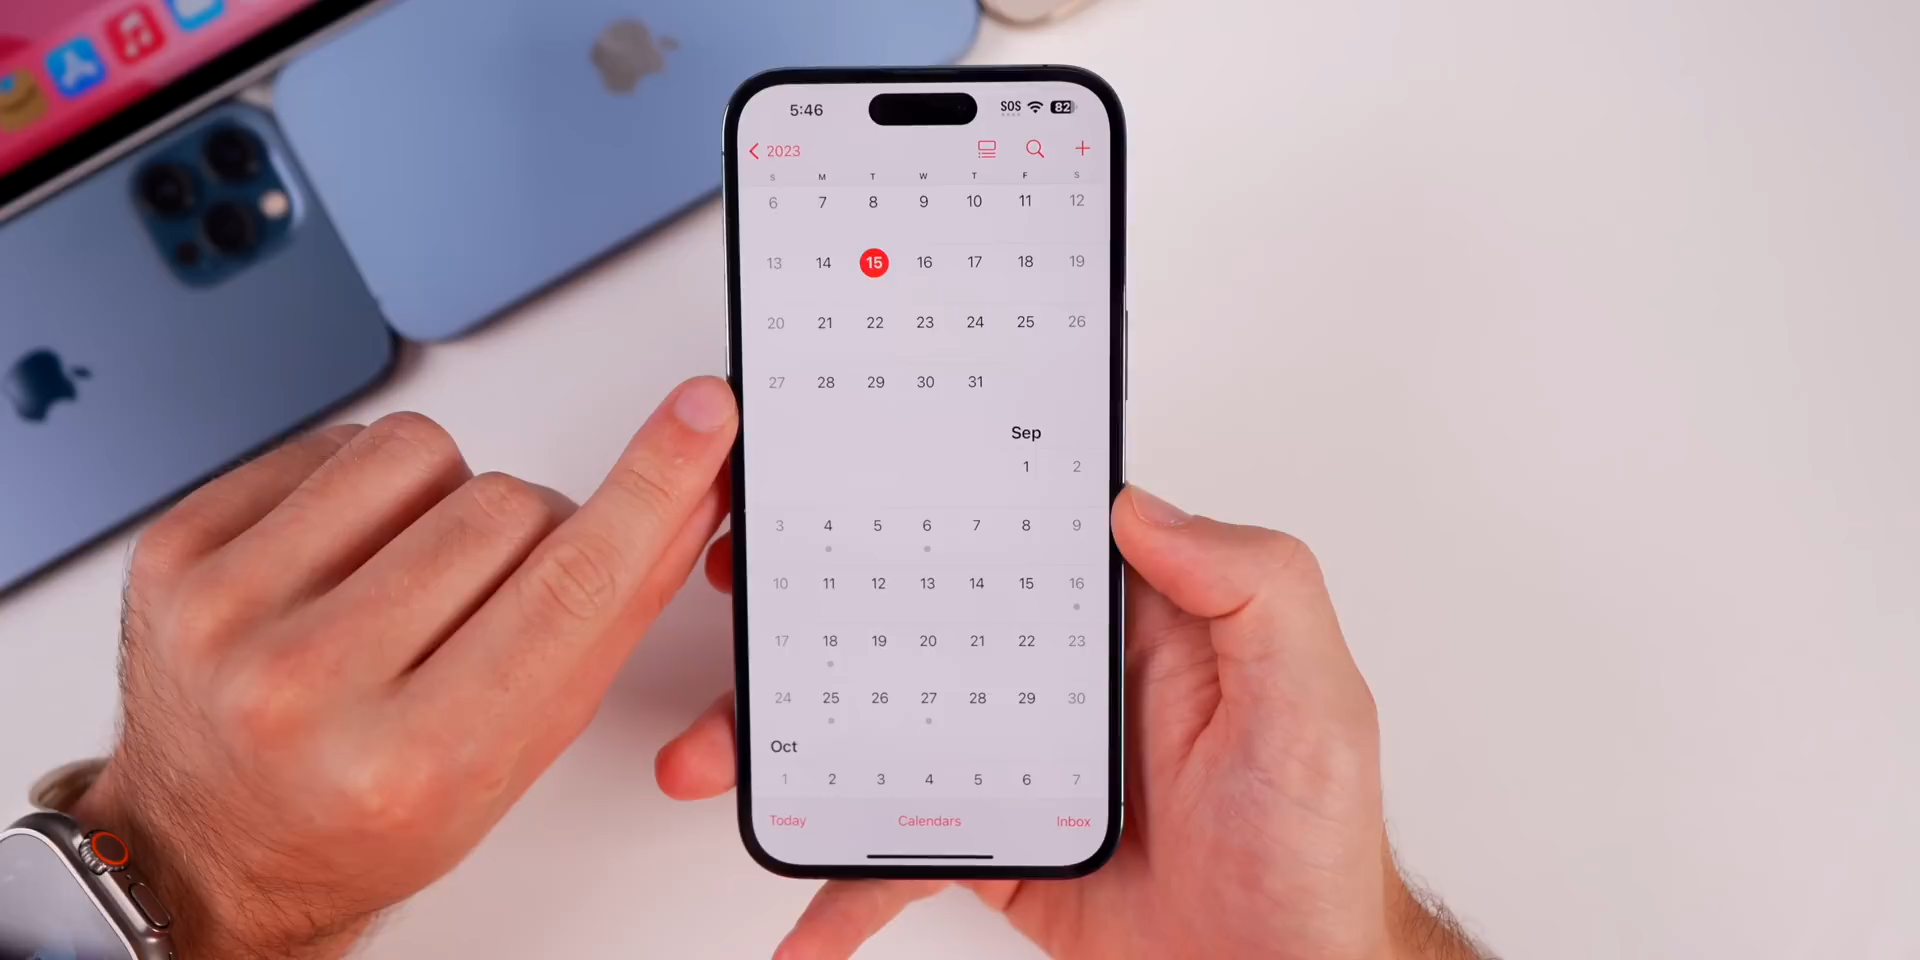 5:46 SOS 82
2023
S M T W T F S
6 7 8 9 10 11 12
13 14 15 16 17 18 19
20 21 22 23 24 25 26
27 28 29 30 31
Sep
1 2
3 4 5 6 7 8 9
10 11 12 13 14 15 16
17 18 19 20 21 22 23
24 25 26 27 28 29 30
Oct
1 2 3 4 5 6 7
Today Calendars Inbox